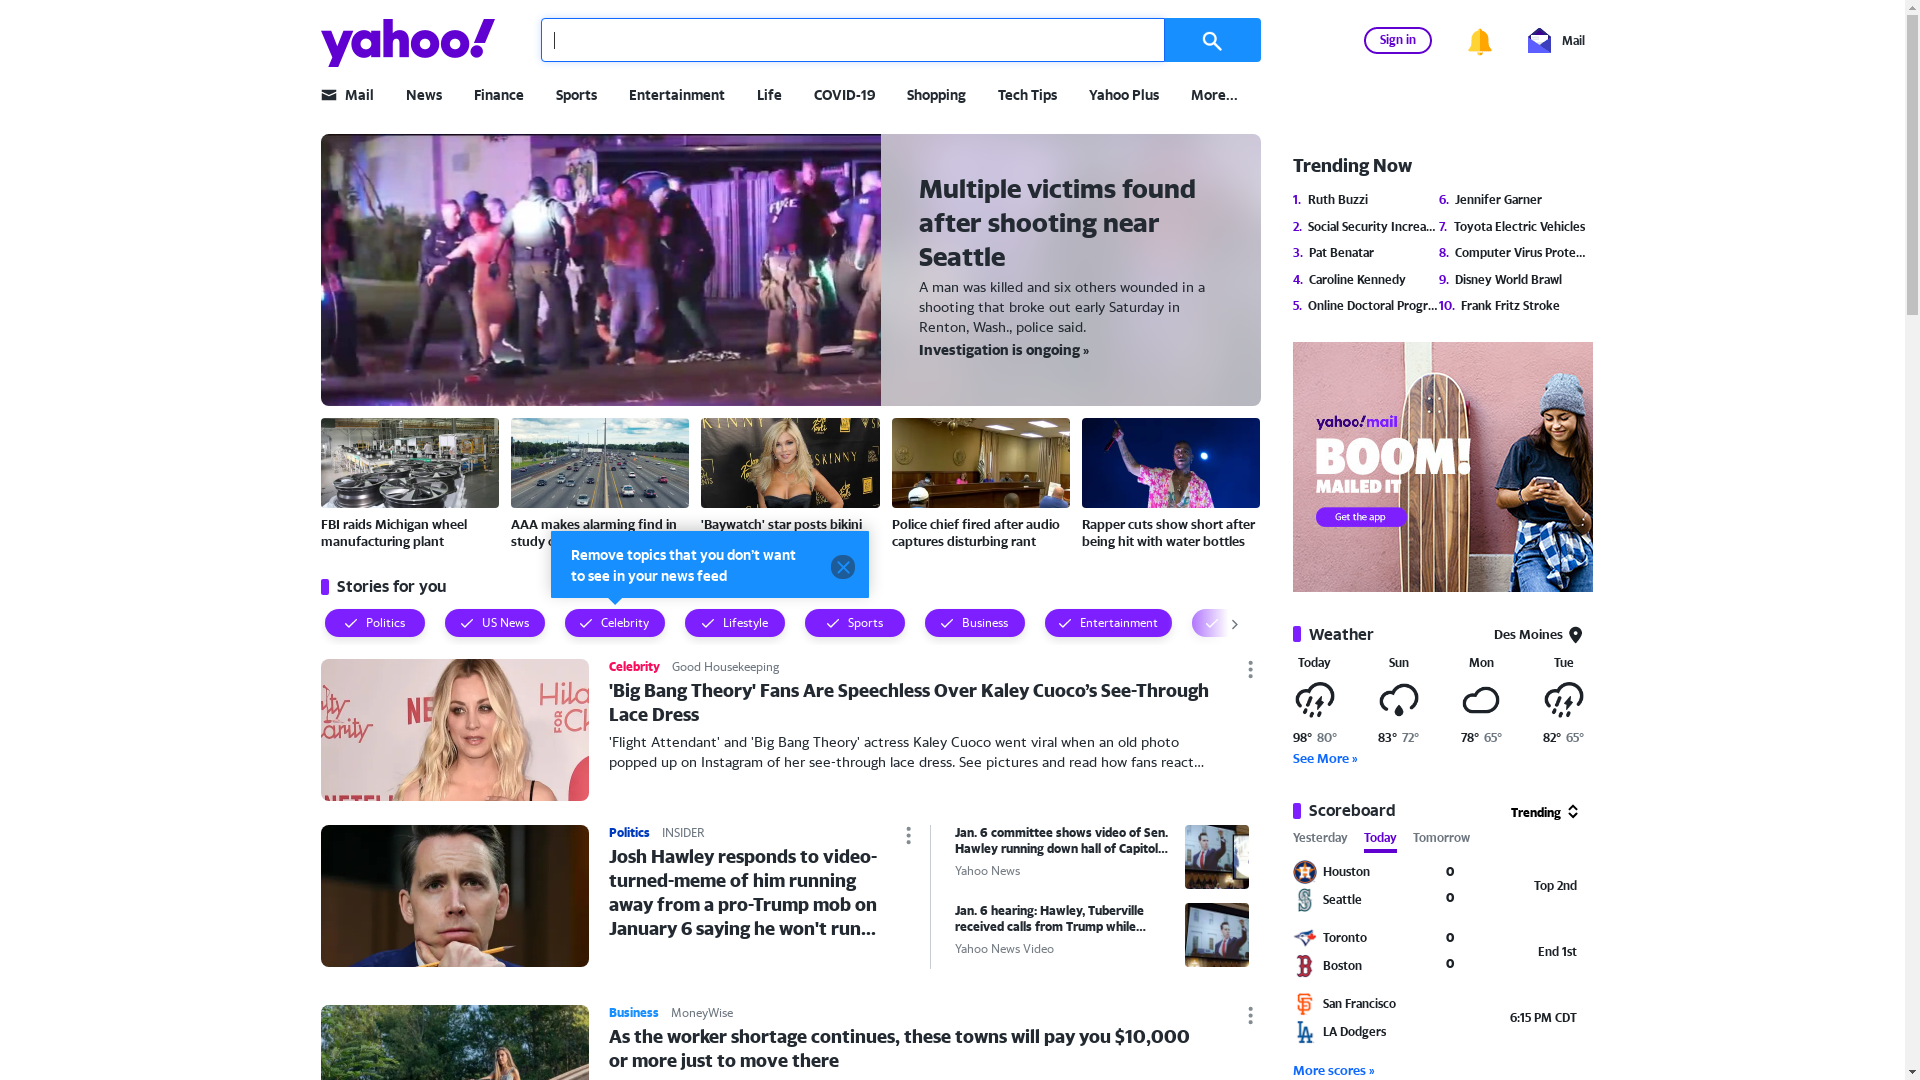 yahoo!
Sign in
Mail
Mail
News
Finance
Sports
Entertainment
Life
COVID-19
Shopping
Tech Tips
Yahoo Plus
More...
Multiple victims found
after shooting near
Seattle
A man was killed and six others wounded in a
shooting that broke out early Saturday in
Renton, Wash., police said.
Investigation is ongoing »
FBI raids Michigan wheel
manufacturing plant
AAA makes alarming find in
study
'Baywatch' star posts bikini
Police chief fired after audio
captures disturbing rant
Rapper cuts show short after
being hit with water bottles
Remove topics that you don't want
to see in your news feed
Stories for you
Politics
US News
Celebrity
Lifestyle
Sports
Business
Entertainment
Celebrity
Good Housekeeping
'Big Bang Theory' Fans Are Speechless Over Kaley Cuoco’s See-Through
Lace Dress
'Flight Attendant' and 'Big Bang Theory' actress Kaley Cuoco went viral when an old photo
popped up on Instagram of her see-through lace dress. See pictures and read how fans react…
Politics
INSIDER
Josh Hawley responds to video-
turned-meme of him running
away from a pro-Trump mob on
January 6 saying he won't run…
Jan. 6 committee shows video of Sen.
Hawley running down hall of Capitol…
Yahoo News
Jan. 6 hearing: Hawley, Tuberville
received calls from Trump while…
Yahoo News Video
Business
MoneyWise
As the worker shortage continues, these towns will pay you $10,000
or more just to move there
Trending Now
1. Ruth Buzzi
2. Social Security Increa…
3. Pat Benatar
4. Caroline Kennedy
5. Online Doctoral Progr…
6. Jennifer Garner
7. Toyota Electric Vehicles
8. Computer Virus Prote…
9. Disney World Brawl
10. Frank Fritz Stroke
yahoo!mail
BOOM!
MAILED IT
Get the app
Weather
Des Moines
Today
Sun
Mon
Tue
98° 80°
83° 72°
78° 65°
82° 65°
See More »
Scoreboard
Trending
Yesterday
Today
Tomorrow
Houston 0
Seattle 0
Top 2nd
Toronto 0
Boston 0
End 1st
San Francisco
LA Dodgers
6:15 PM CDT
More scores »